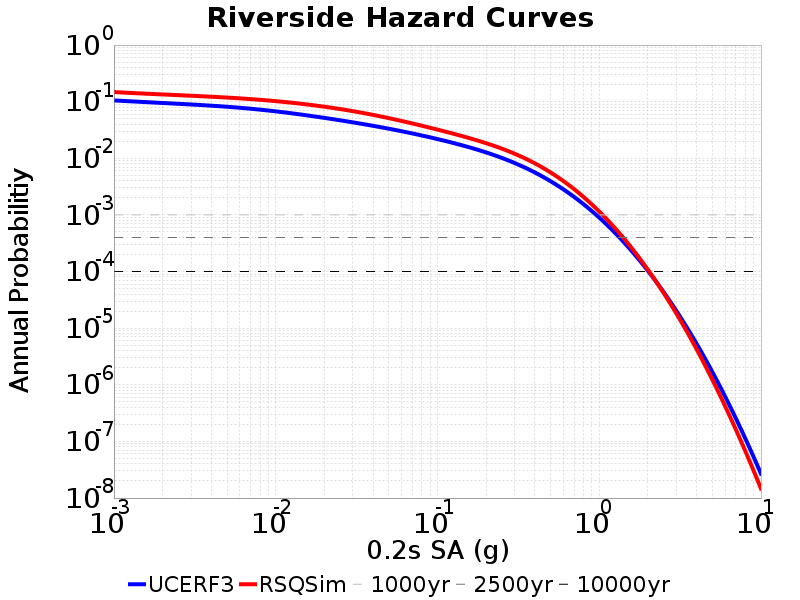 Riverside Hazard Curves
Annual Probabilitiy
10^0
10^-1
10^-2
10^-3
10^-4
10^-5
10^-6
10^-7
10^-8
10^-3 10^-2 10^-1 10^0 10^1
0.2s SA (g)
UCERF3 RSQSim 1000yr 2500yr 10000yr